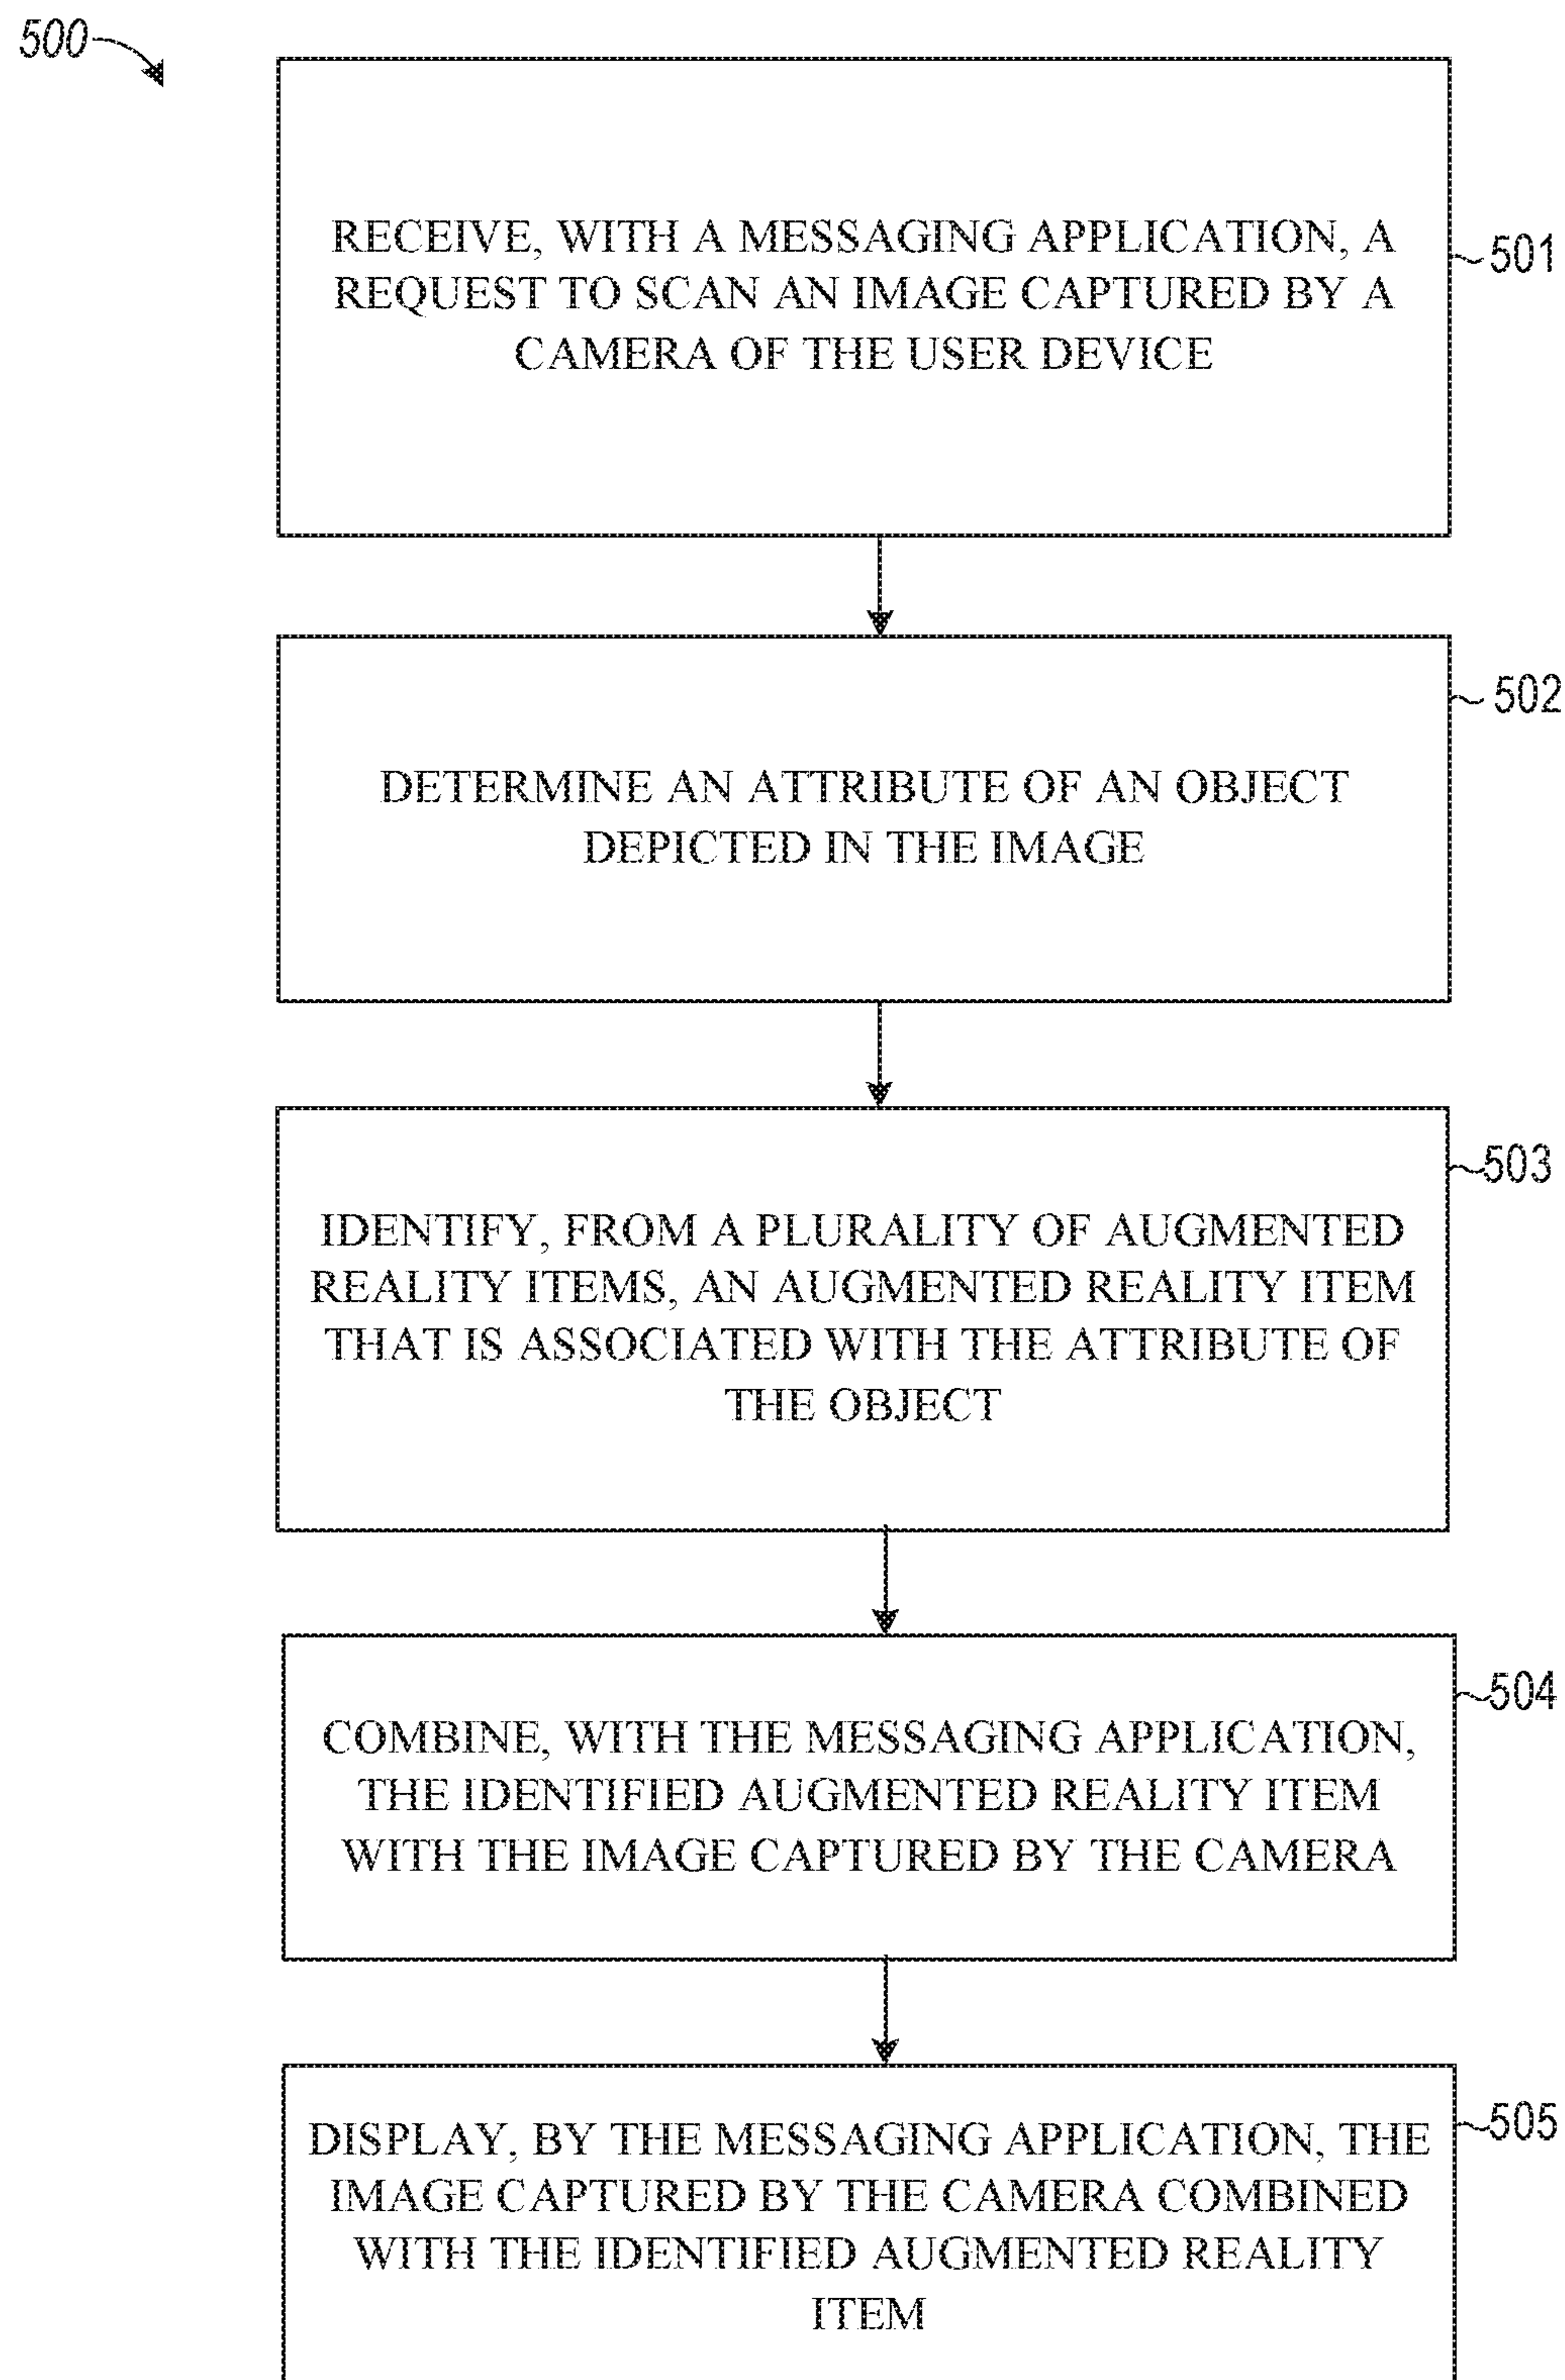 500
RECEIVE, WITH A MESSAGING APPLICATION, A
REQUEST TO SCAN AN IMAGE CAPTURED BY A
CAMERA OF THE USER DEVICE
501
DETERMINE AN ATTRIBUTE OF AN OBJECT
DEPICTED IN THE IMAGE
502
IDENTIFY, FROM A PLURALITY OF AUGMENTED
REALITY ITEMS, AN AUGMENTED REALITY ITEM
THAT IS ASSOCIATED WITH THE ATTRIBUTE OF
THE OBJECT
503
COMBINE, WITH THE MESSAGING APPLICATION,
THE IDENTIFIED AUGMENTED REALITY ITEM
WITH THE IMAGE CAPTURED BY THE CAMERA
504
DISPLAY, BY THE MESSAGING APPLICATION, THE
IMAGE CAPTURED BY THE CAMERA COMBINED
WITH THE IDENTIFIED AUGMENTED REALITY
ITEM
505